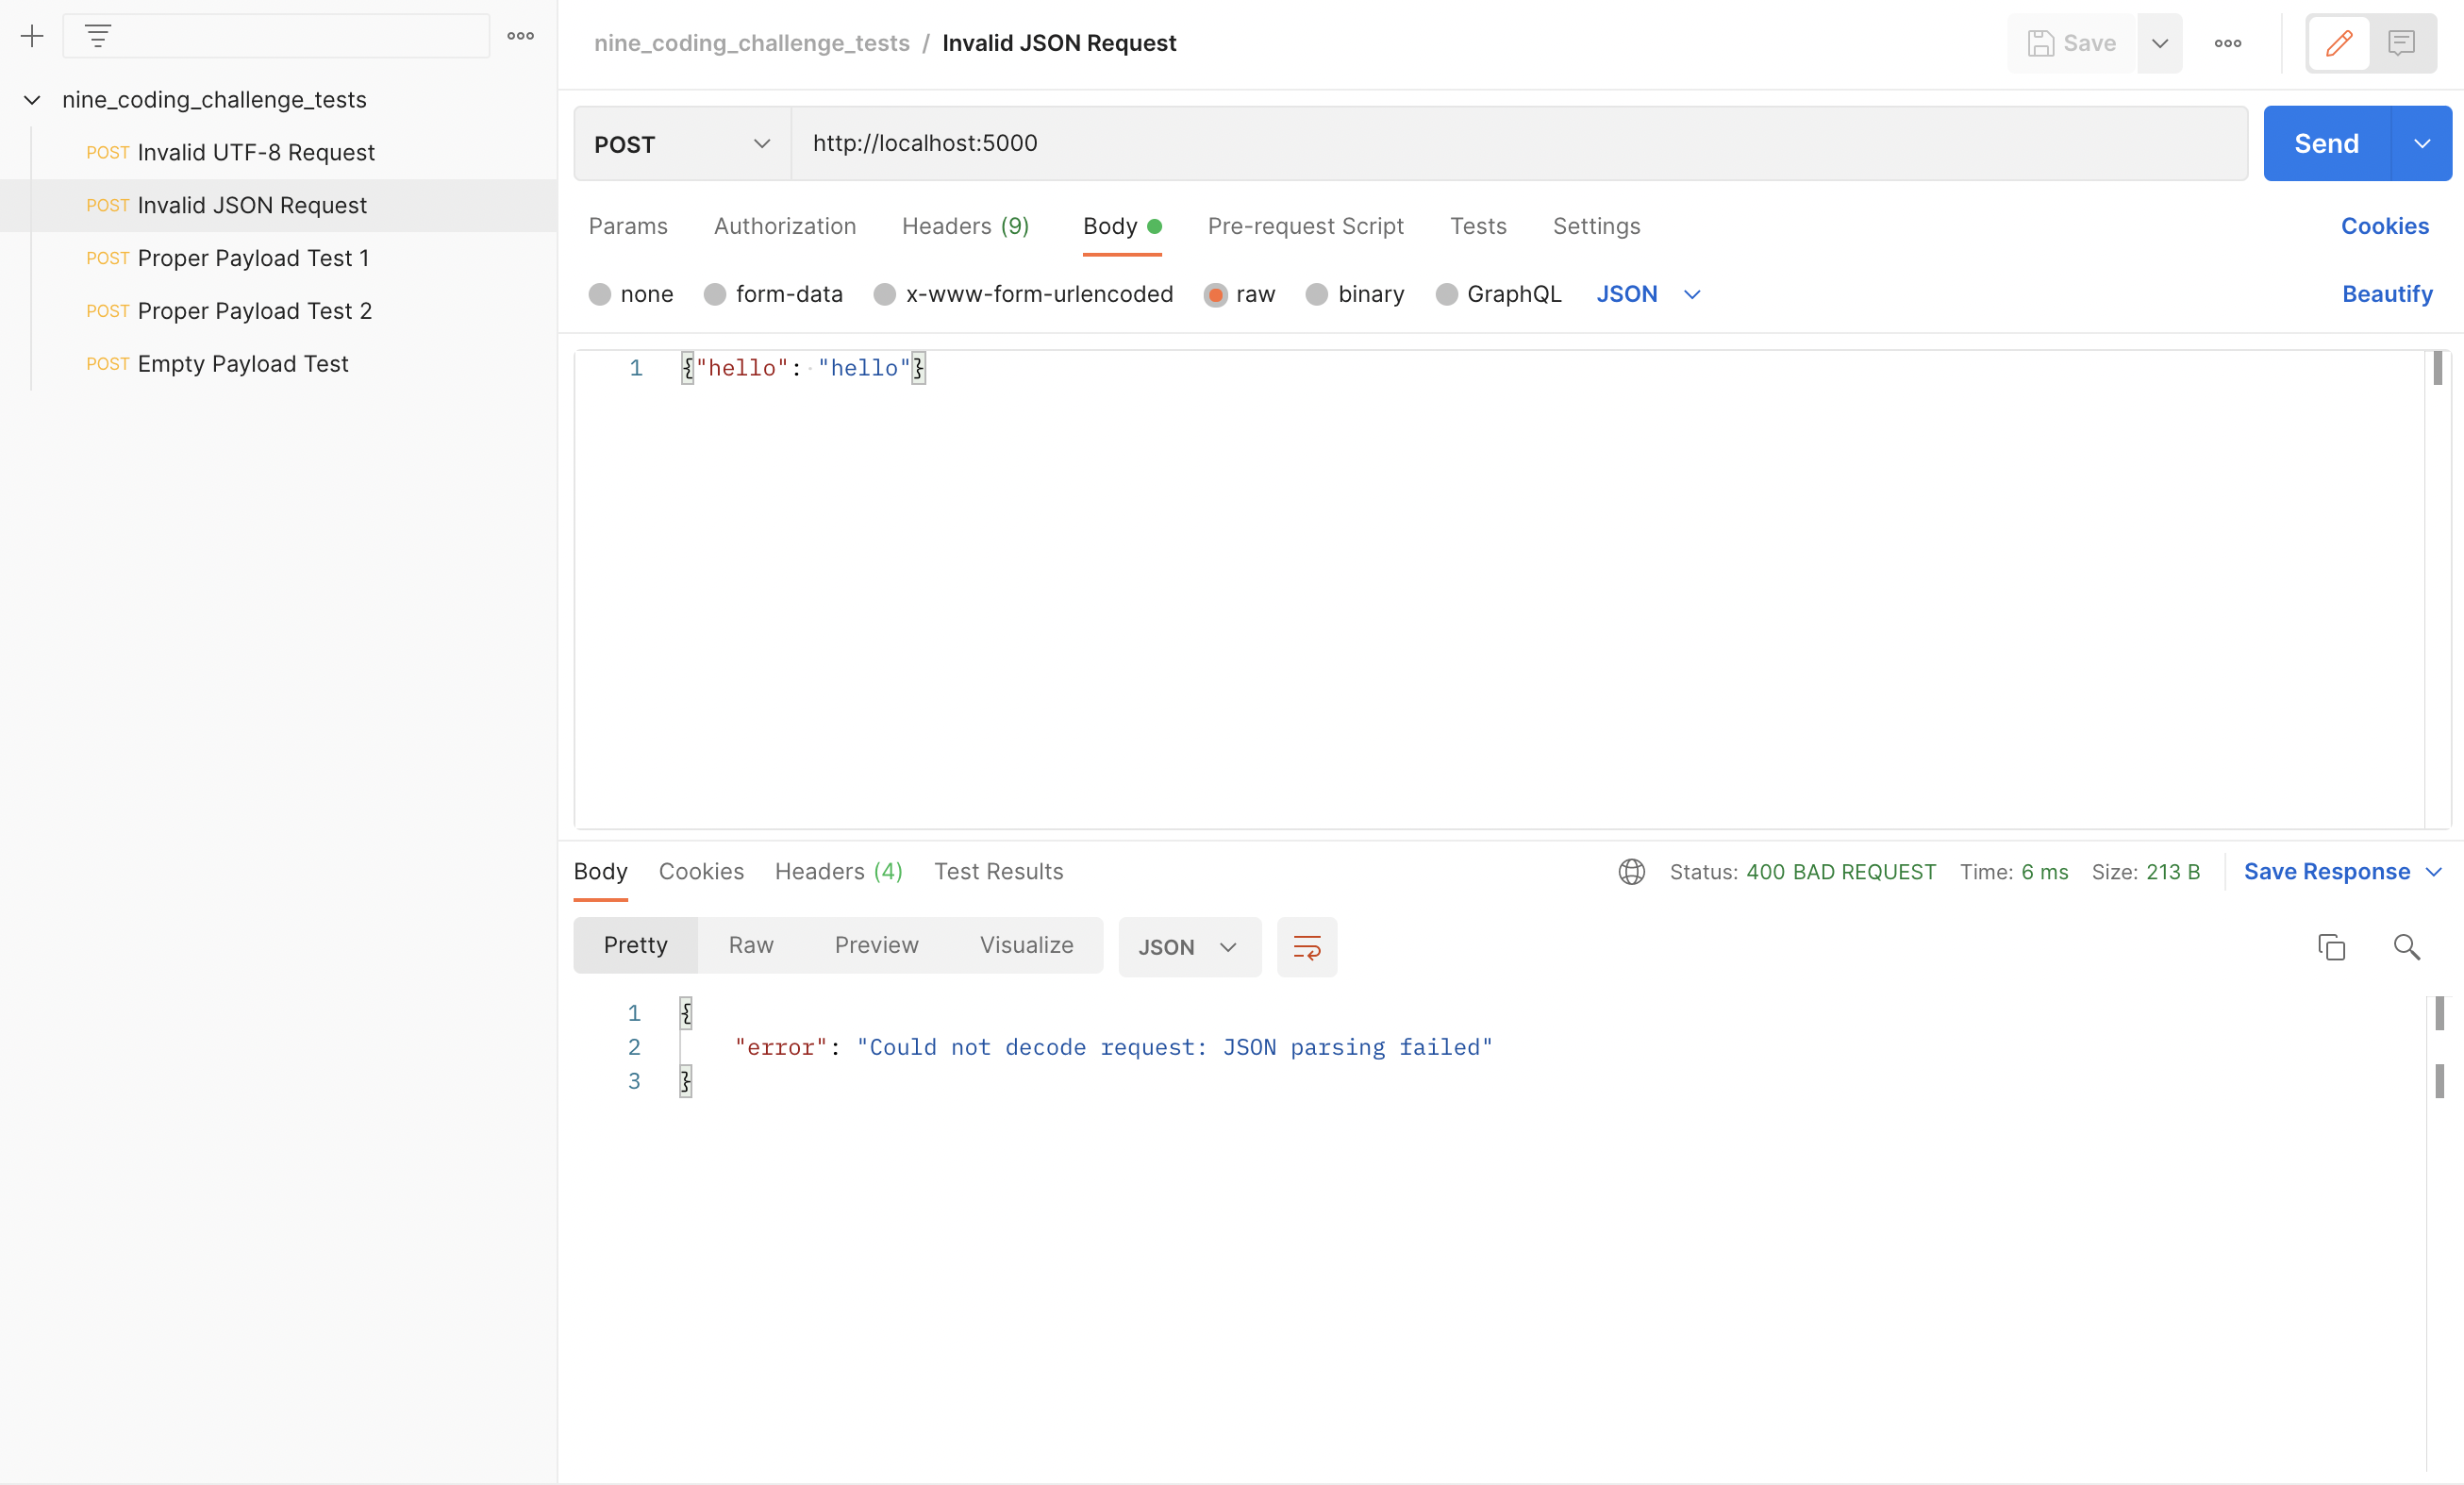 nine_coding_challenge_tests
POST Invalid UTF-8 Request
POST Invalid JSON Request
POST Proper Payload Test 1
POST Proper Payload Test 2
POST Empty Payload Test
nine_coding_challenge_tests / Invalid JSON Request
Save
POST http://localhost:5000 Send
Params Authorization Headers (9) Body Pre-request Script Tests Settings Cookies
none form-data x-www-form-urlencoded raw binary GraphQL JSON Beautify
1 {"hello": "hello"}
Body Cookies Headers (4) Test Results Status: 400 BAD REQUEST Time: 6 ms Size: 213 B Save Response
Pretty Raw Preview Visualize JSON
1 {
2 "error": "Could not decode request: JSON parsing failed"
3 }